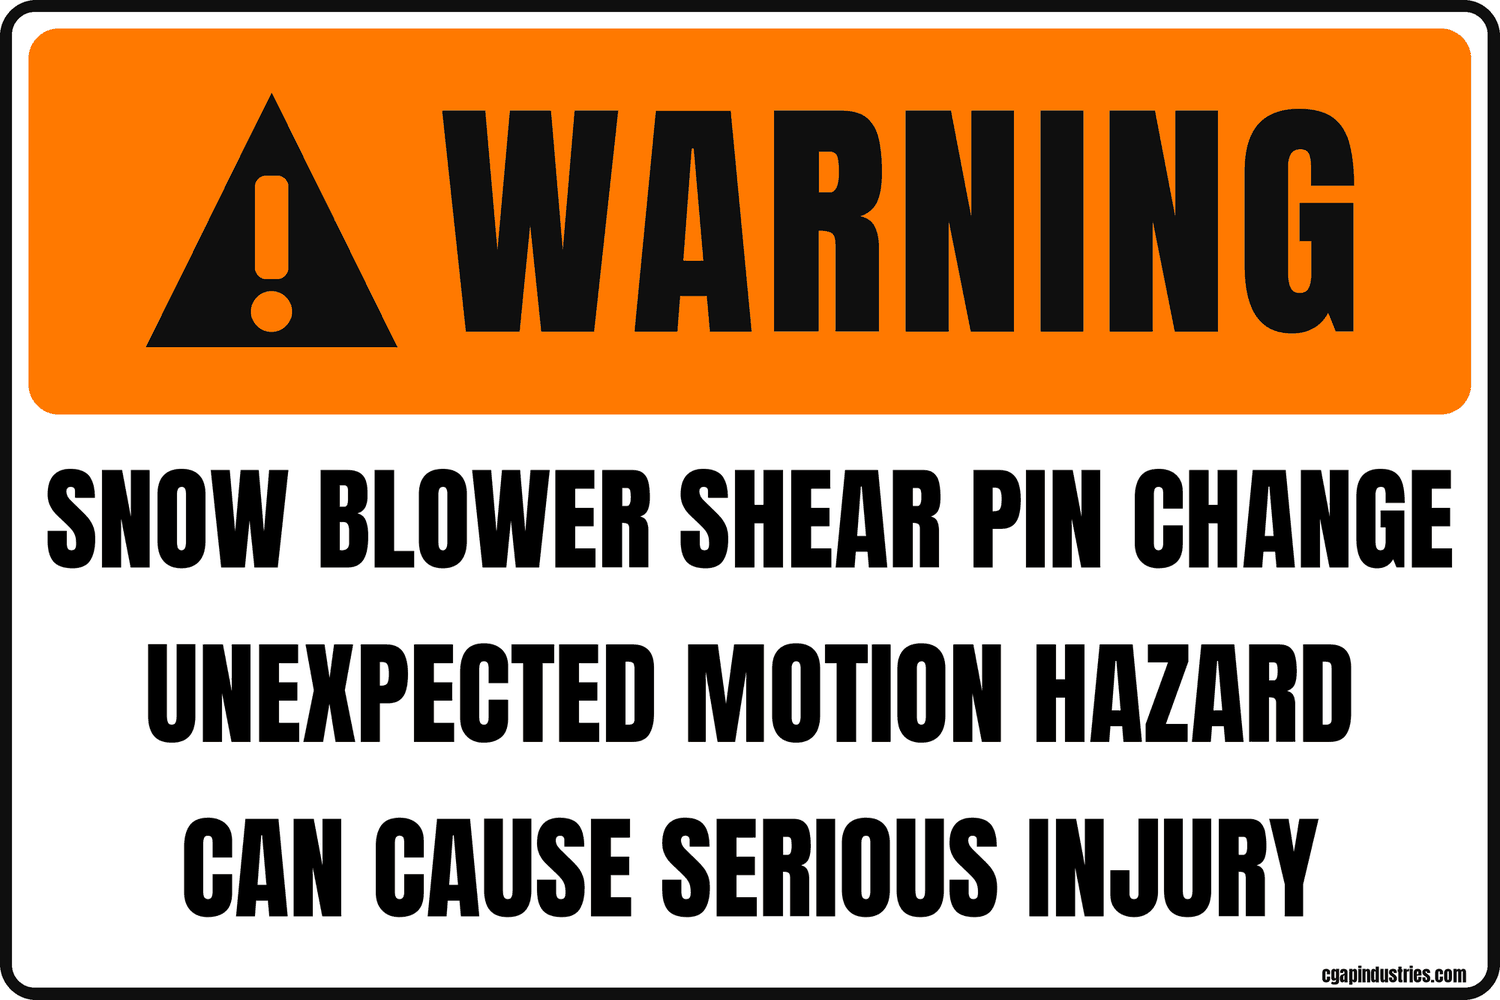 WARNING
SNOW BLOWER SHEAR PIN CHANGE
UNEXPECTED MOTION HAZARD
CAN CAUSE SERIOUS INJURY
cgapindustries.com